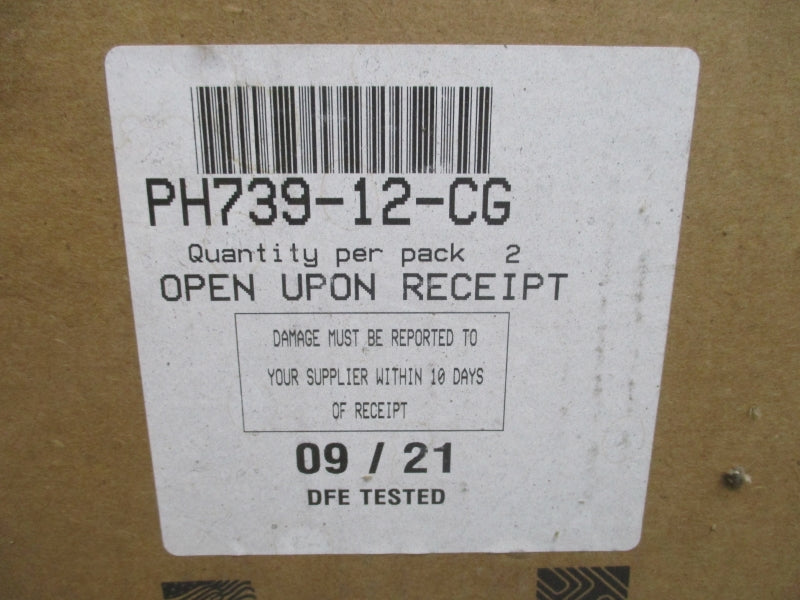 PH739-12-CG
Quantity per pack 2
OPEN UPON RECEIPT
DAMAGE MUST BE REPORTED TO
YOUR SUPPLIER WITHIN 10 DAYS
OF RECEIPT
09 / 21
DFE TESTED